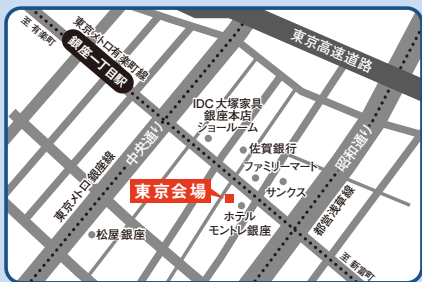 至 有楽町
東京メトロ有楽町線
銀座一丁目駅
東京高速道路
IDC 大塚家具
銀座本店
ショールーム
中央通り
昭和通り
佐賀銀行
ファミリーマート
サンクス
東京メトロ銀座線
東京会場
ホテル
モントレ銀座
都営浅草線
松屋銀座
至 新富町